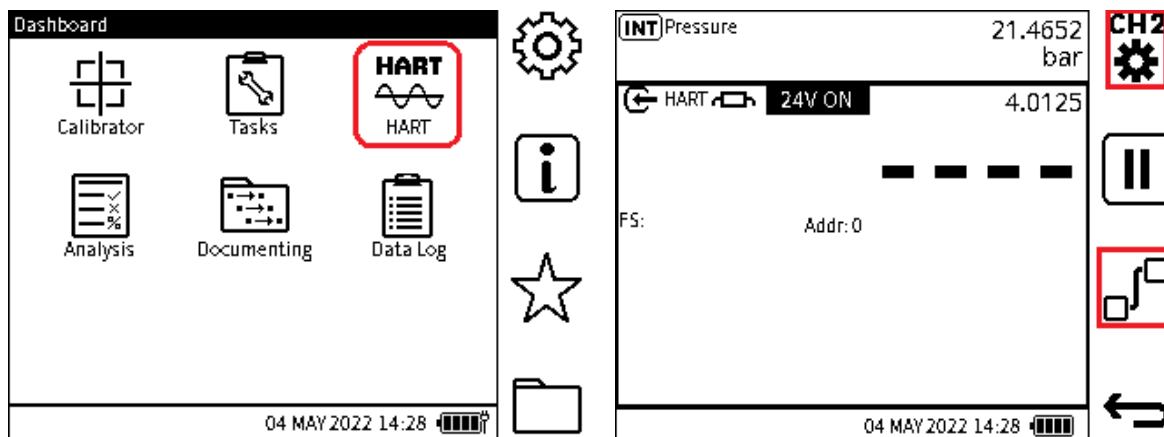 Dashboard
HART
Calibrator
Tasks
HART
Analysis
Documenting
Data Log
04 MAY 2022 14:28
INT Pressure
21.4652
bar
HART 24V ON 4.0125
– – – –
FS: Addr: 0
04 MAY 2022 14:28
CH2